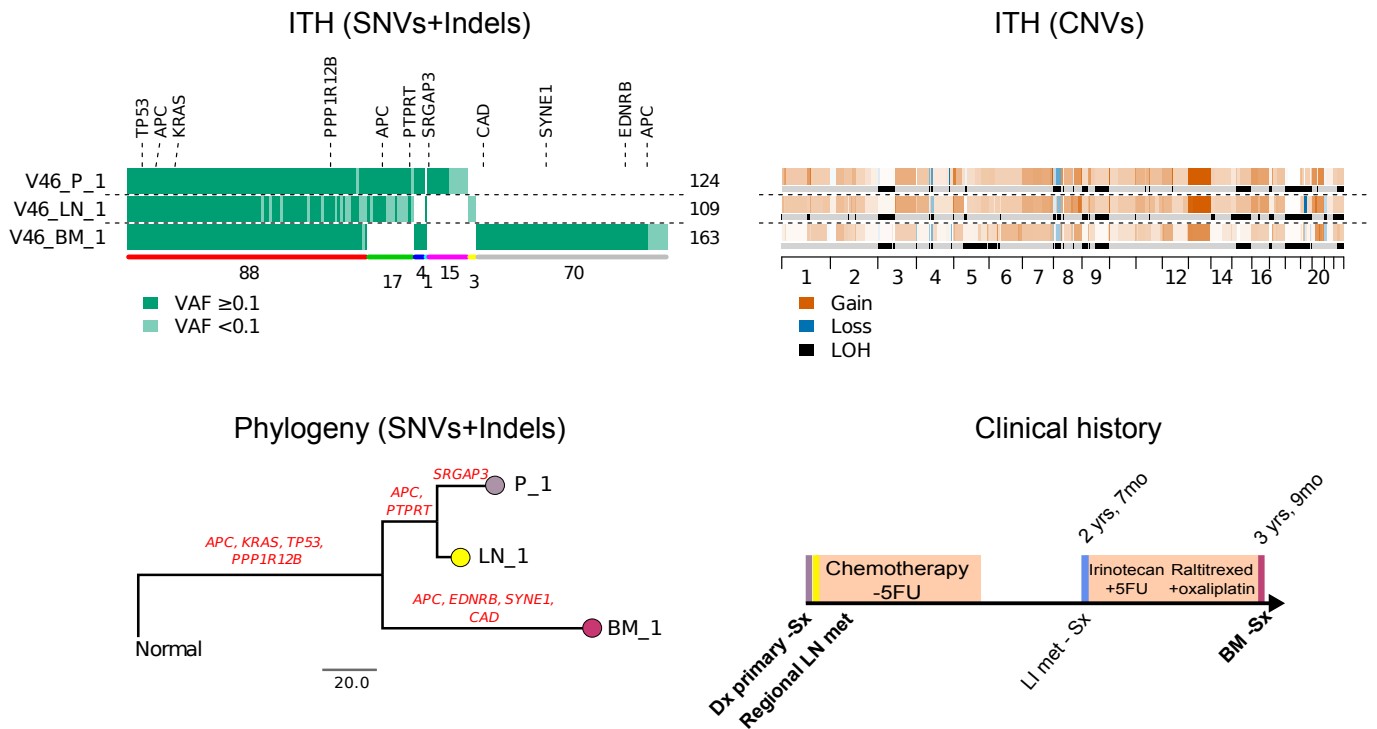 ITH (SNVs+Indels)
TP53
APC
KRAS
PPP1R12B
APC
PTPRT
SRGAP3
CAD
SYNE1
EDNRB
APC
V46_P_1
124
V46_LN_1
109
V46_BM_1
163
88
17
4
1
15
3
70
VAF ≥0.1
VAF <0.1
ITH (CNVs)
1 2 3 4 5 6 7 8 9 12 14 16 20
Gain
Loss
LOH
Phylogeny (SNVs+Indels)
SRGAP3
P_1
APC,
PTPRT
APC, KRAS, TP53,
PPP1R12B
LN_1
APC, EDNRB, SYNE1,
CAD
BM_1
Normal
20.0
Clinical history
2 yrs, 7mo
3 yrs, 9mo
Chemotherapy
-5FU
Irinotecan
+5FU
Raltitrexed
+oxaliplatin
Dx primary -Sx
Regional LN met
LI met - Sx
BM -Sx